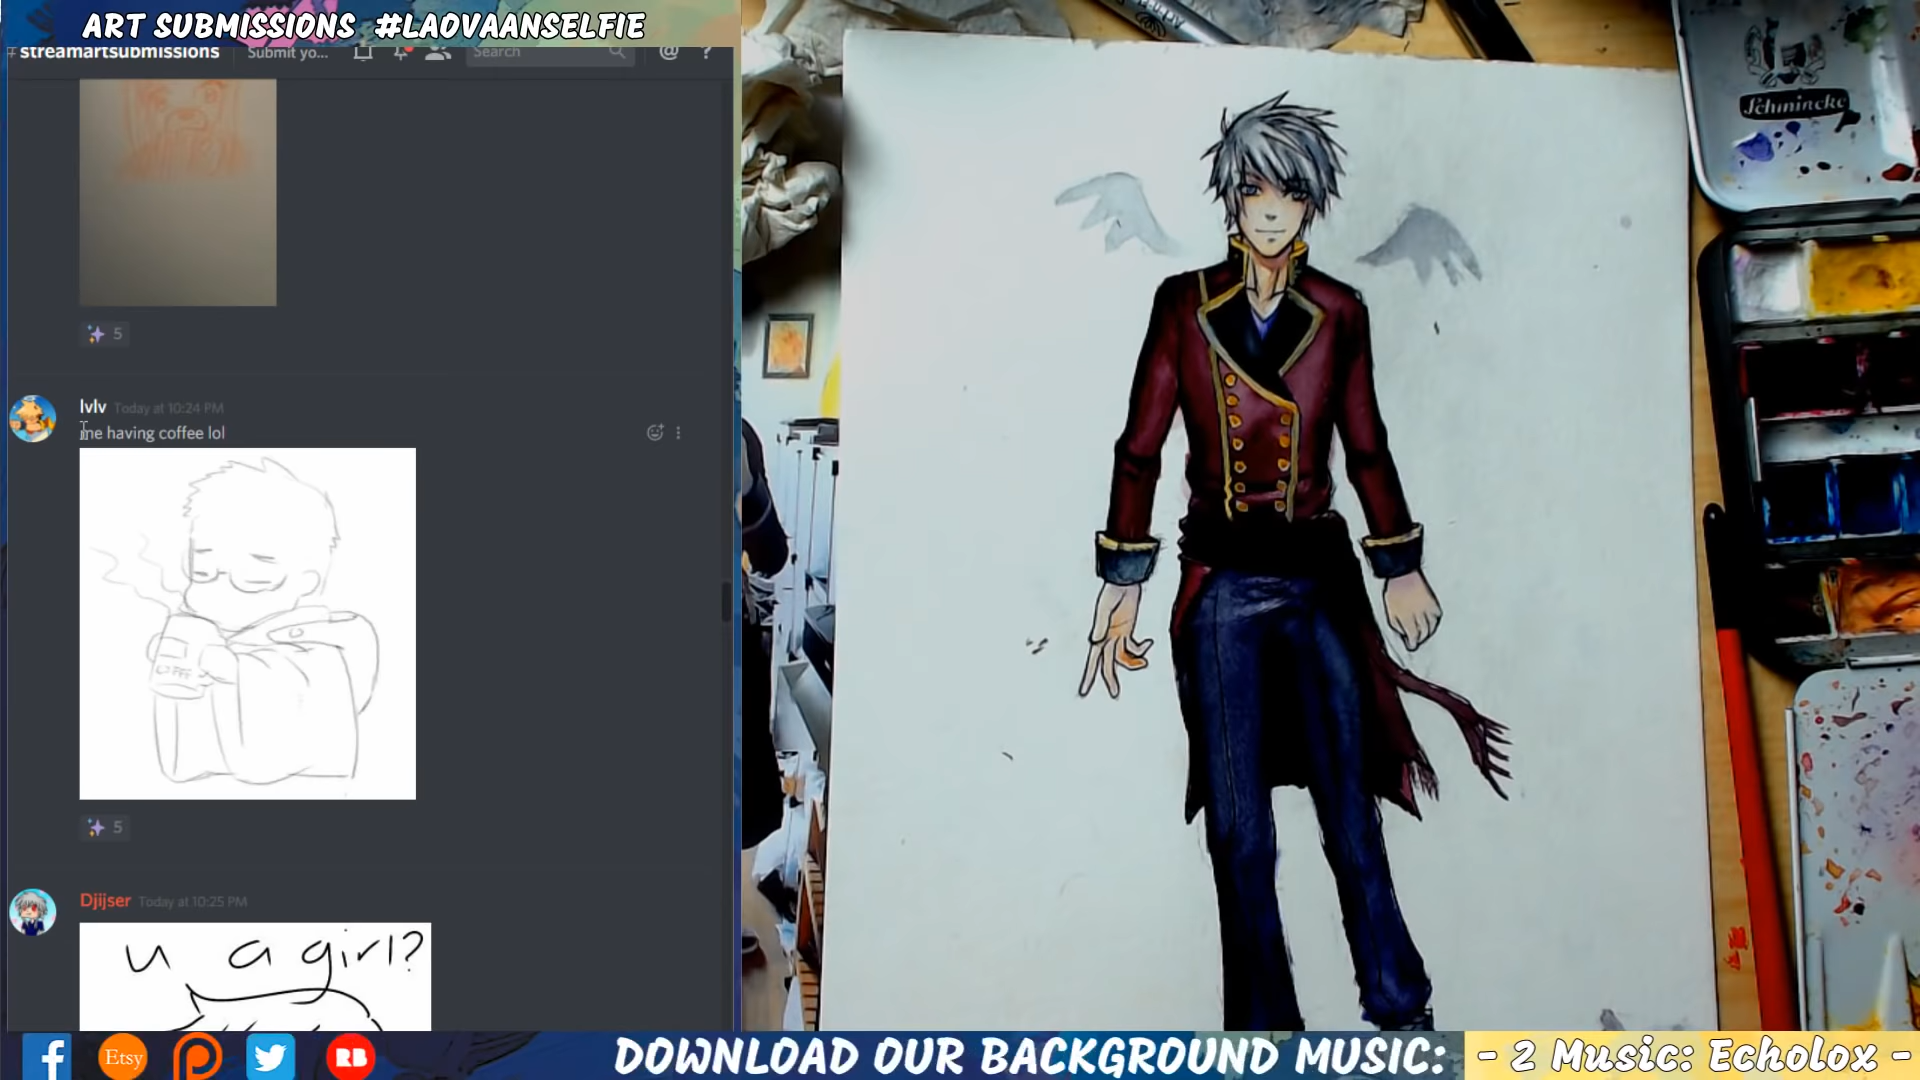 ART SUBMISSIONS #LAOVAANSELFIE
streamartsubmissions
Submit yo...
Search
@ ?
5
lvlv Today at 10:24 PM
me having coffee lol
COFFE
5
Djijser Today at 10:25 PM
u a girl?
Schmincke
Etsy
DOWNLOAD OUR BACKGROUND MUSIC: - 2 Music: Echolox -